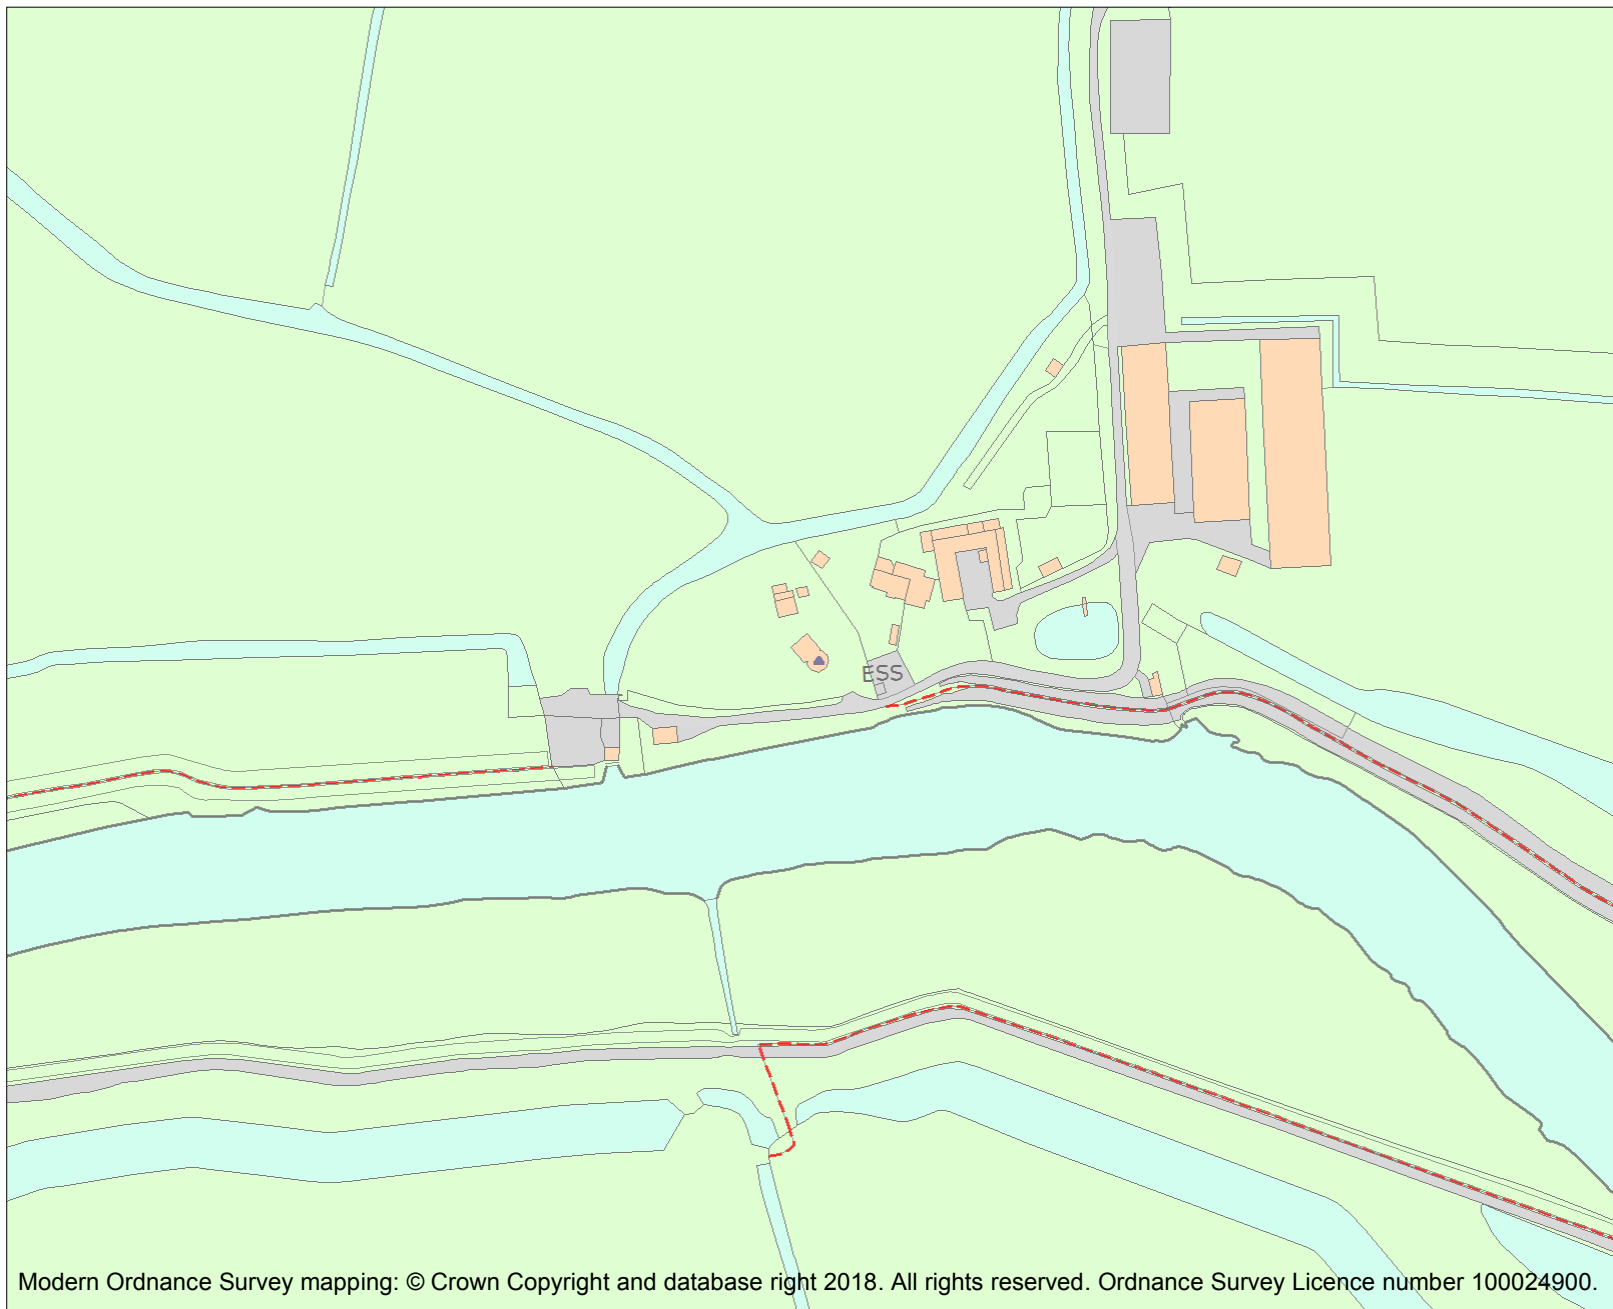 ESS
Modern Ordnance Survey mapping: © Crown Copyright and database right 2018. All rights reserved. Ordnance Survey Licence number 100024900.